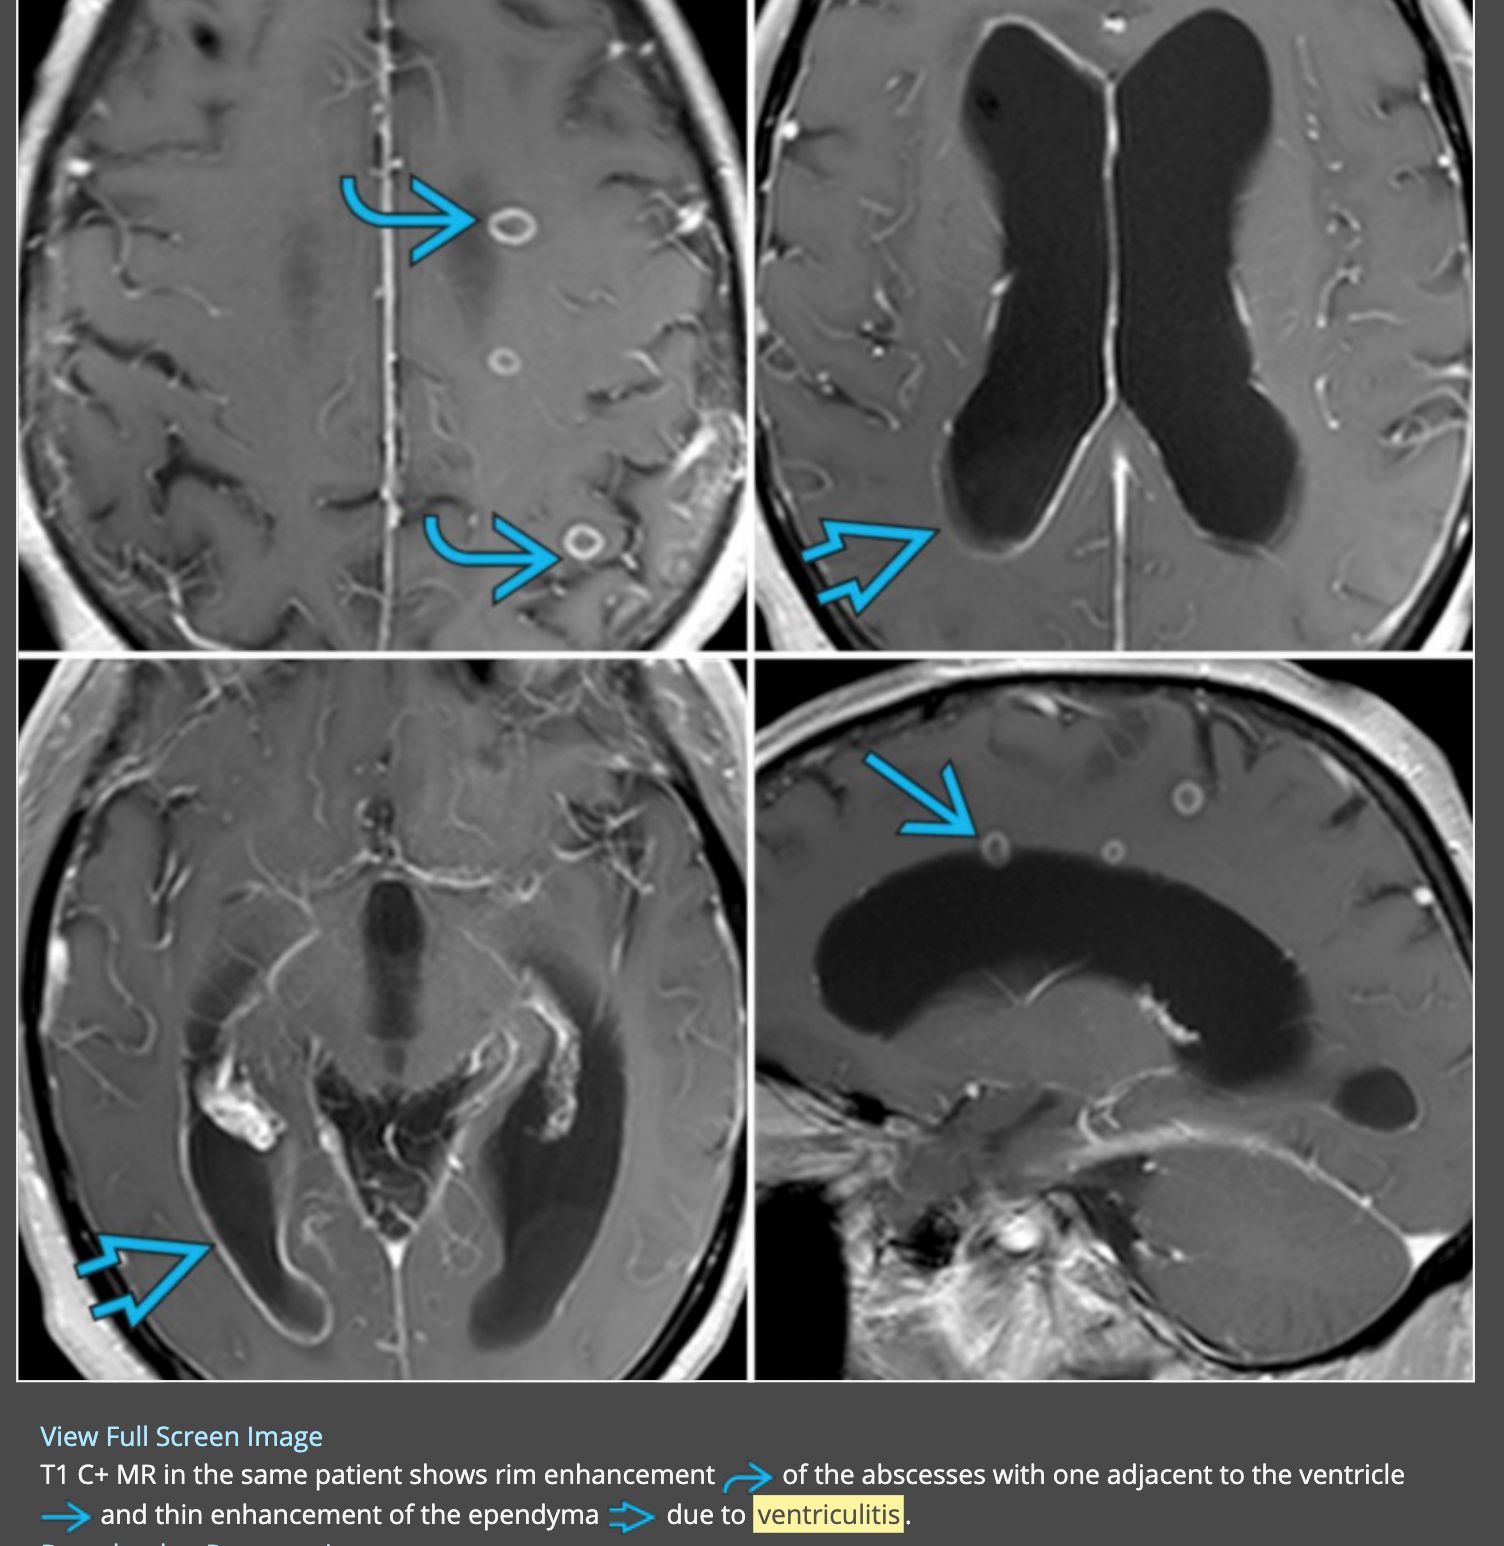 View Full Screen Image
T1 C+ MR in the same patient shows rim enhancement of the abscesses with one adjacent to the ventricle
and thin enhancement of the ependyma due to ventriculitis.